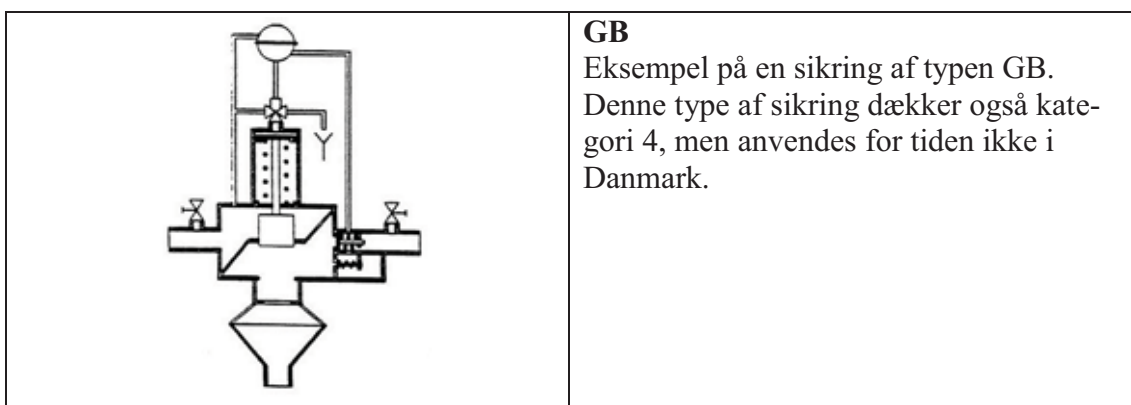 GB
Eksempel på en sikring af typen GB.
Denne type af sikring dækker også kate-
gori 4, men anvendes for tiden ikke i
Danmark.